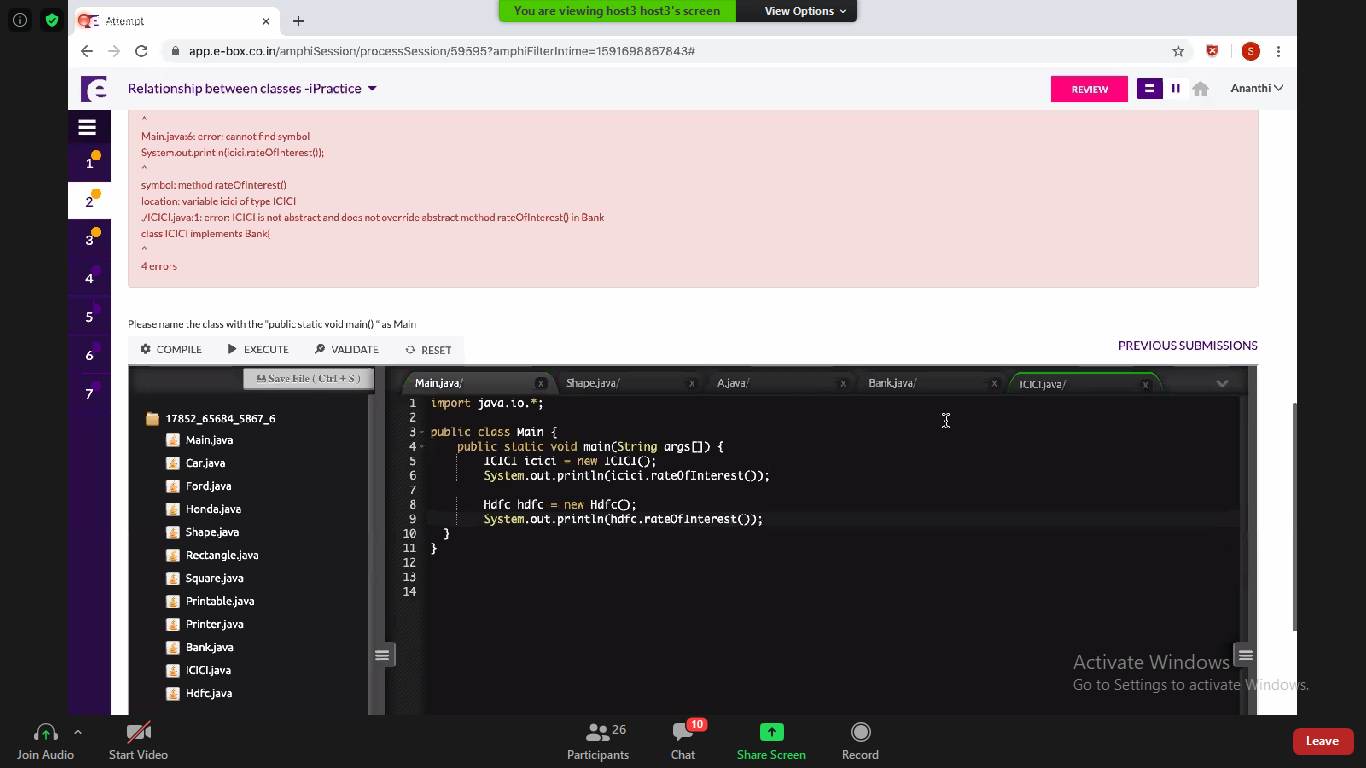 You are viewing host3 host3's screen
View Options
Attempt
app.e-box.co.in/amphiSession/processSession/59595?amphiFilterIntime=1591698867843#
S
Relationship between classes -iPractice
REVIEW
Ananthi
^
Main.java:6: error: cannot find symbol
System.out.println(icici.rateOfInterest());
^
symbol: method rateOfInterest()
location: variable icici of type ICICI
./ICICI.java:1: error: ICICI is not abstract and does not override abstract method rateOfInterest() in Bank
class ICICI implements Bank{
^
4 errors
1
2
3
4
5
6
7
Please name the class with the "public static void main() " as Main
COMPILE
EXECUTE
VALIDATE
RESET
PREVIOUS SUBMISSIONS
Save File ( Ctrl + S )
Main.java/
Shape.java/
A.java/
Bank.java/
ICICI.java/
17852_65684_5867_6
Main.java
Car.java
Ford.java
Honda.java
Shape.java
Rectangle.java
Square.java
Printable.java
Printer.java
Bank.java
ICICI.java
Hdfc.java
1 import java.io.*;
2
3 public class Main {
4 public static void main(String args[]) {
5 ICICI icici = new ICICI();
6 System.out.println(icici.rateOfInterest());
7
8 Hdfc hdfc = new Hdfc();
9 System.out.println(hdfc.rateOfInterest());
10 }
11 }
12
13
14
Activate Windows
Go to Settings to activate Windows.
Join Audio
Start Video
26
Participants
10
Chat
Share Screen
Record
Leave